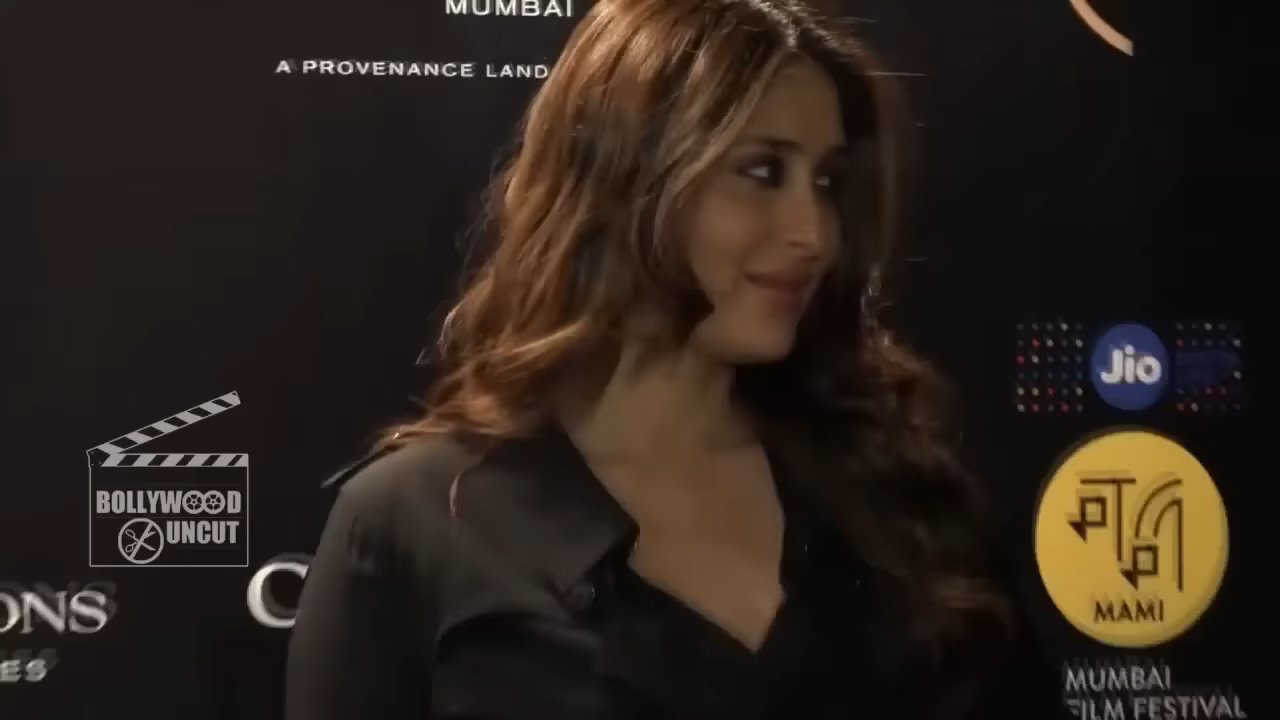 MUMBAI
A PROVENANCE LAND
Jio
मामी
MAMI
MUMBAI
FILM FESTIVAL
BOLLYWOOD
UNCUT
ONS
ES
C